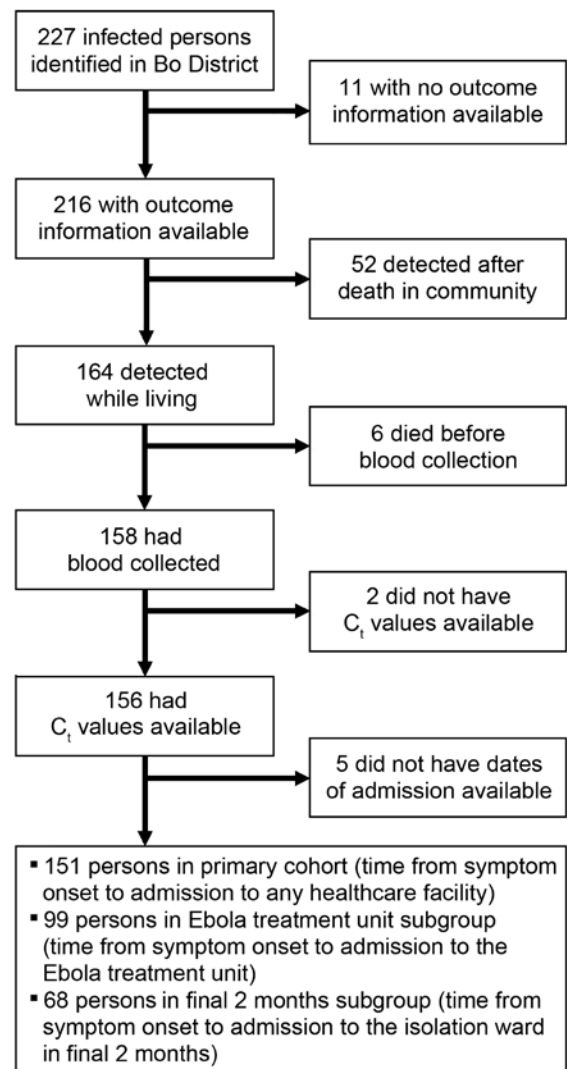 227 infected persons
identified in Bo District
11 with no outcome
information available
216 with outcome
information available
52 detected after
death in community
164 detected
while living
6 died before
blood collection
158 had
blood collected
2 did not have
Cₜ values available
156 had
Cₜ values available
5 did not have dates
of admission available
▪ 151 persons in primary cohort (time from symptom
onset to admission to any healthcare facility)
▪ 99 persons in Ebola treatment unit subgroup
(time from symptom onset to admission to the
Ebola treatment unit)
▪ 68 persons in final 2 months subgroup (time from
symptom onset to admission to the isolation ward
in final 2 months)